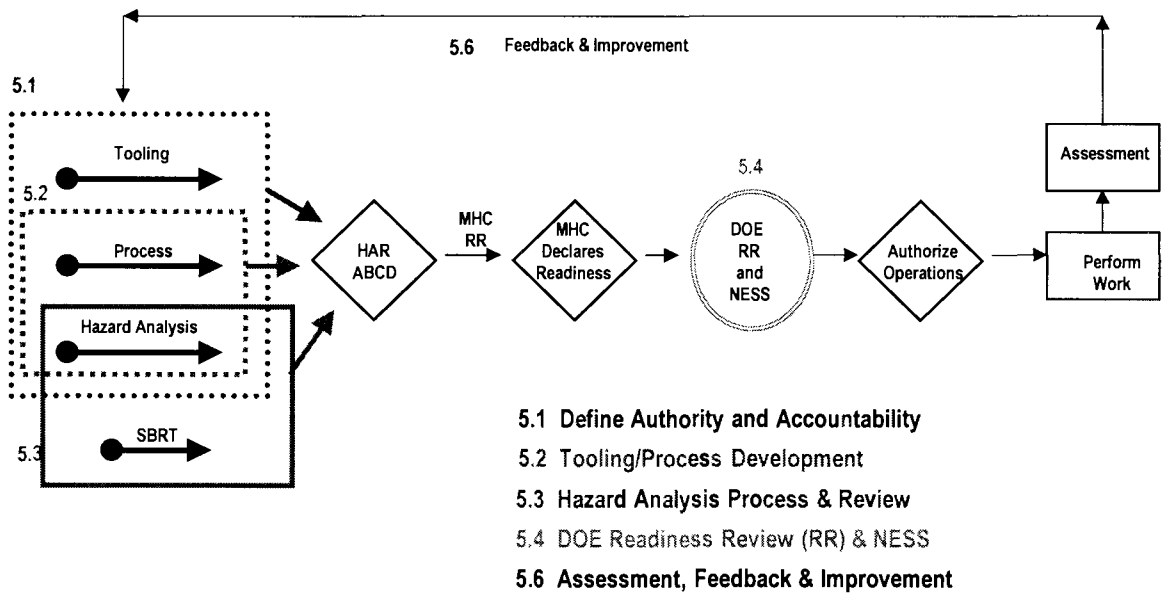 5.6 Feedback & Improvement
5.1
Tooling
5.2
Process
Hazard Analysis
5.3
SBRT
HAR
ABCD
MHC
RR
MHC
Declares
Readiness
5.4
DOE
RR
and
NESS
Authorize
Operations
Assessment
Perform
Work
5.1 Define Authority and Accountability
5.2 Tooling/Process Development
5.3 Hazard Analysis Process & Review
5.4 DOE Readiness Review (RR) & NESS
5.6 Assessment, Feedback & Improvement